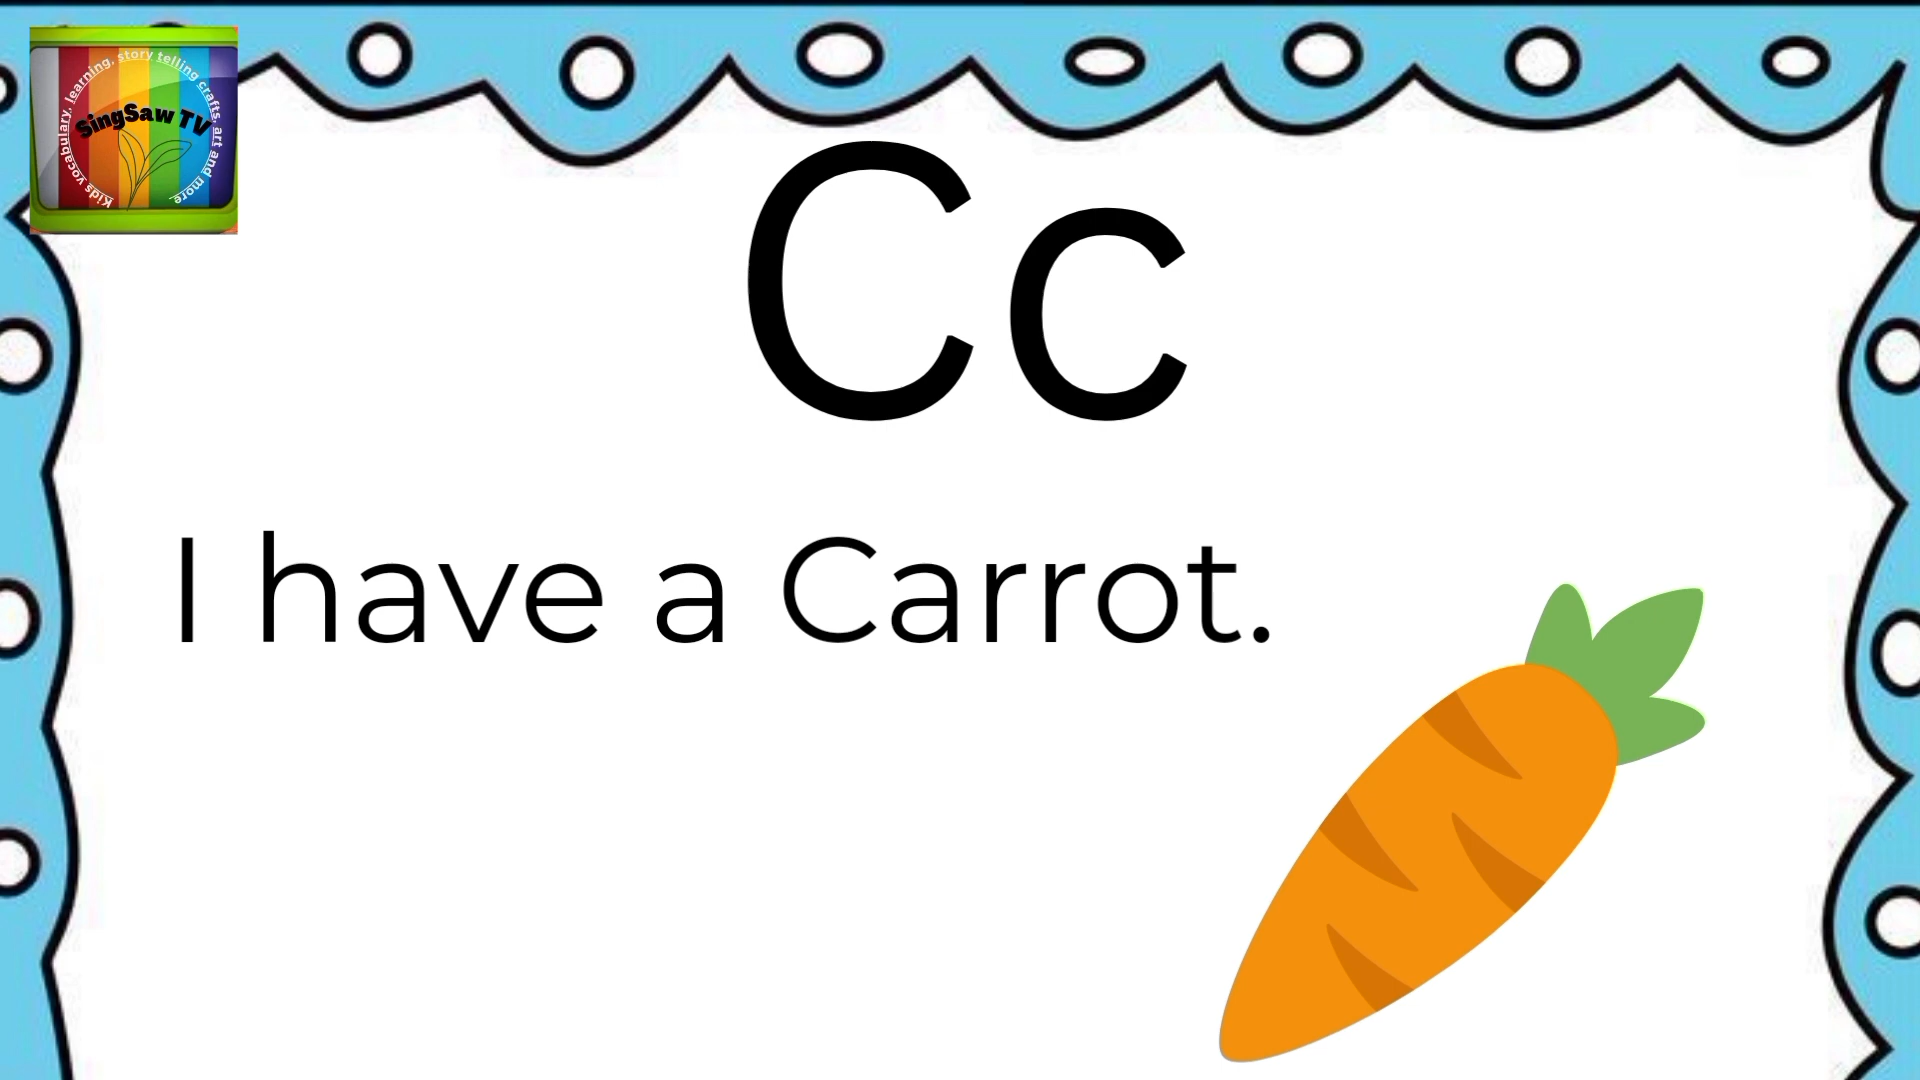 Kids vocabulary, learning, story telling crafts, art and more
SingSaw TV
Cc
I have a Carrot.